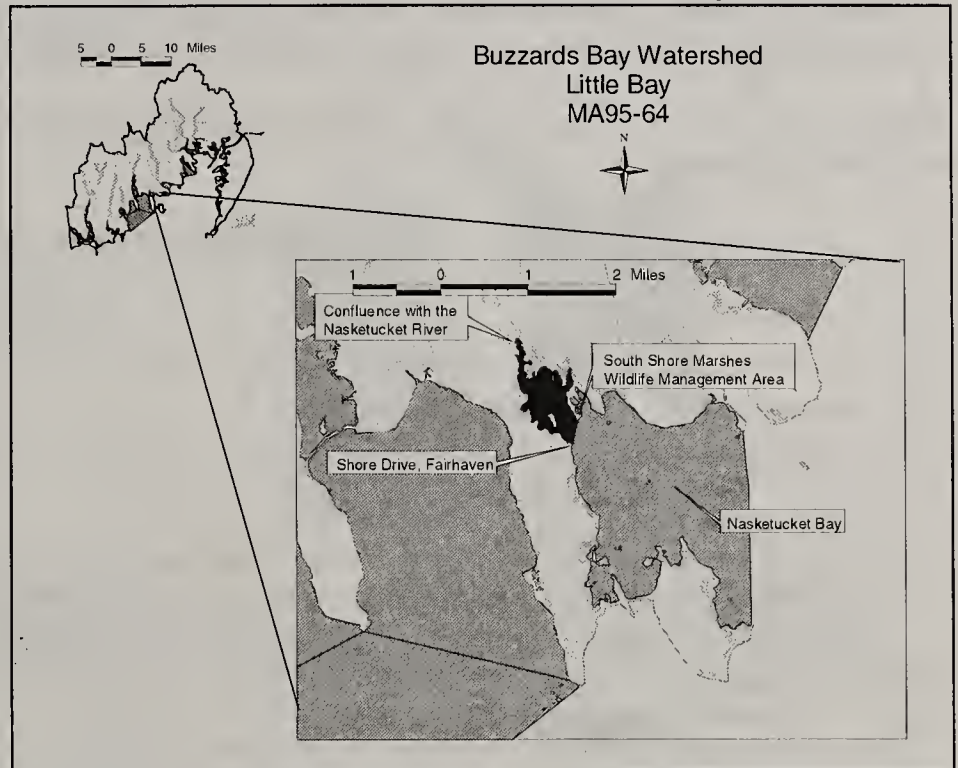 5 0 5 10 Miles
Buzzards Bay Watershed
Little Bay
MA95-64
N
1 0 1 2 Miles
Confluence with the
Nasketucket River
South Shore Marshes
Wildlife Management Area
Shore Drive, Fairhaven
Nasketucket Bay